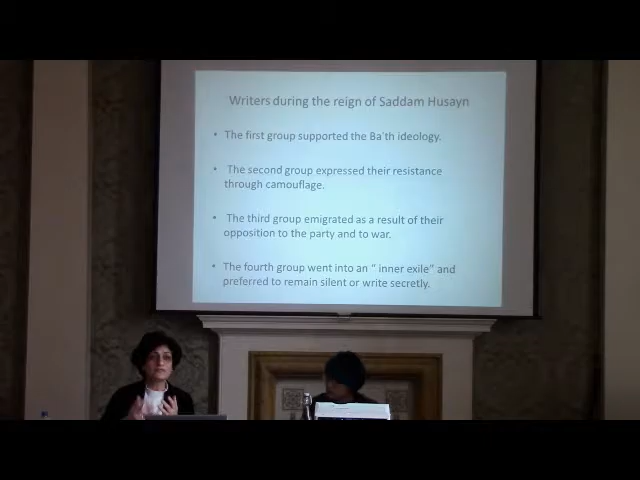 Writers during the reign of Saddam Husayn
• The first group supported the Ba'th ideology.
• The second group expressed their resistance
through camouflage.
• The third group emigrated as a result of their
opposition to the party and to war.
• The fourth group went into an " inner exile" and
preferred to remain silent or write secretly.